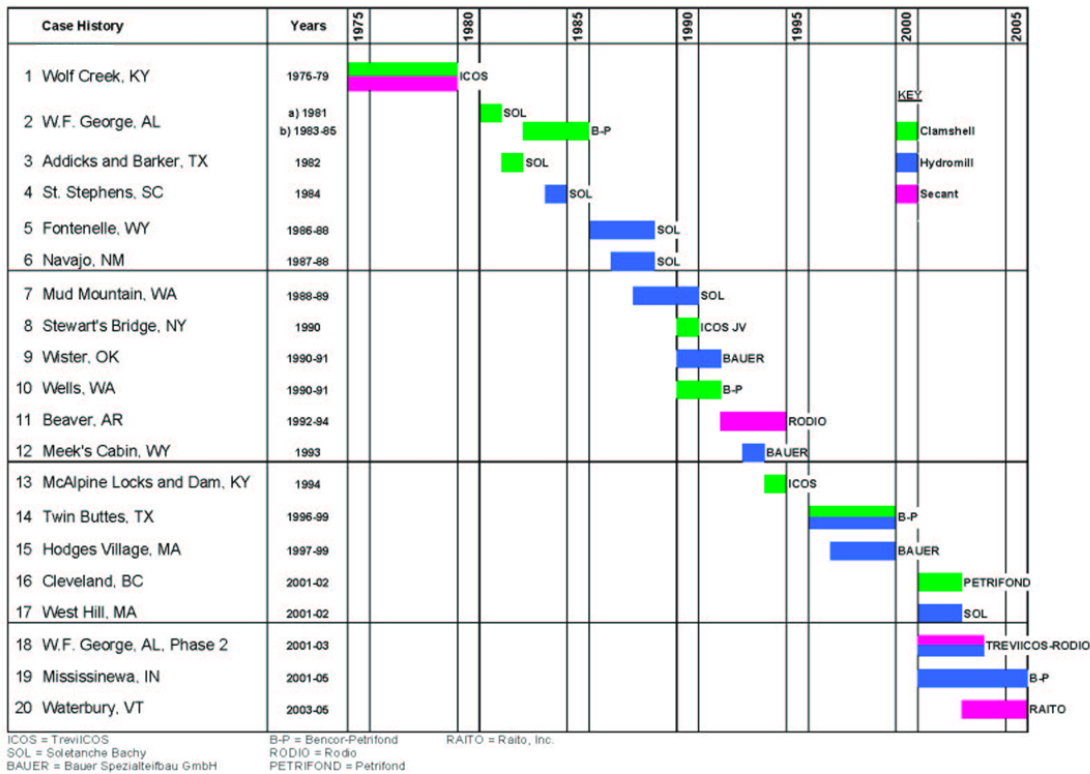 Case History Years 1975 1980 1985 1990 1995 2000 2005
1 Wolf Creek, KY 1975-79 ICOS
KEY
2 W.F. George, AL a) 1981 SOL
b) 1983-85 B-P Clamshell
3 Addicks and Barker, TX 1982 SOL Hydromill
4 St. Stephens, SC 1984 SOL Secant
5 Fontenelle, WY 1986-88 SOL
6 Navajo, NM 1987-88 SOL
7 Mud Mountain, WA 1988-89 SOL
8 Stewart's Bridge, NY 1990 ICOS JV
9 Wister, OK 1990-91 BAUER
10 Wells, WA 1990-91 B-P
11 Beaver, AR 1992-94 RODIO
12 Meek's Cabin, WY 1993 BAUER
13 McAlpine Locks and Dam, KY 1994 ICOS
14 Twin Buttes, TX 1996-99 B-P
15 Hodges Village, MA 1997-99 BAUER
16 Cleveland, BC 2001-02 PETRIFOND
17 West Hill, MA 2001-02 SOL
18 W.F. George, AL, Phase 2 2001-03 TREVIICOS-RODIO
19 Mississinewa, IN 2001-05 B-P
20 Waterbury, VT 2003-05 RAITO
ICOS = TreviICOS B-P = Bencor-Petrifond RAITO = Raito, Inc.
SOL = Soletanche Bachy RODIO = Rodio
BAUER = Bauer Spezialteifbau GmbH PETRIFOND = Petrifond